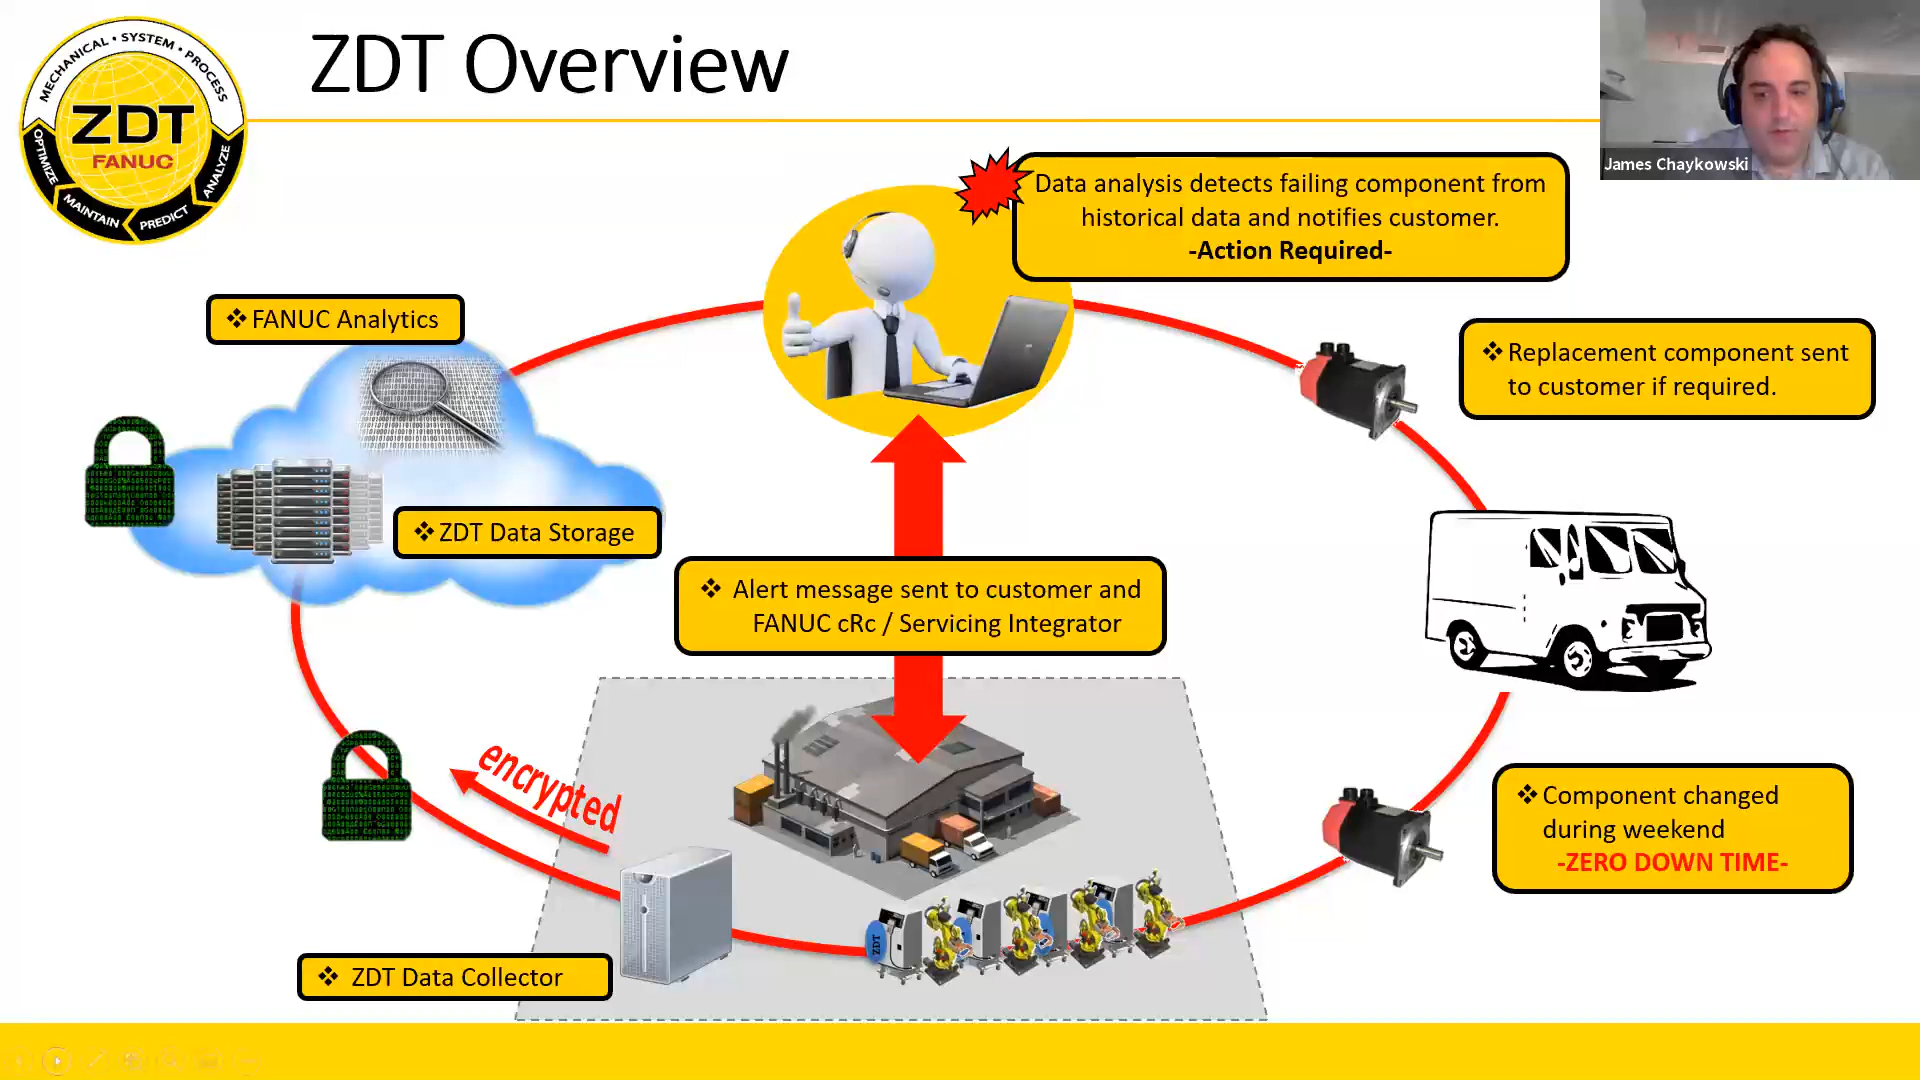 ZDT Overview
MECHANICAL • SYSTEM • PROCESS
ZDT
FANUC
OPTIMIZE
MAINTAIN
PREDICT
ANALYZE
James Chaykowski
Data analysis detects failing component from
historical data and notifies customer.
-Action Required-
❖ FANUC Analytics
❖ Replacement component sent
to customer if required.
❖ ZDT Data Storage
❖ Alert message sent to customer and
FANUC cRc / Servicing Integrator
encrypted
❖ Component changed
during weekend
-ZERO DOWN TIME-
ZDT
❖ ZDT Data Collector